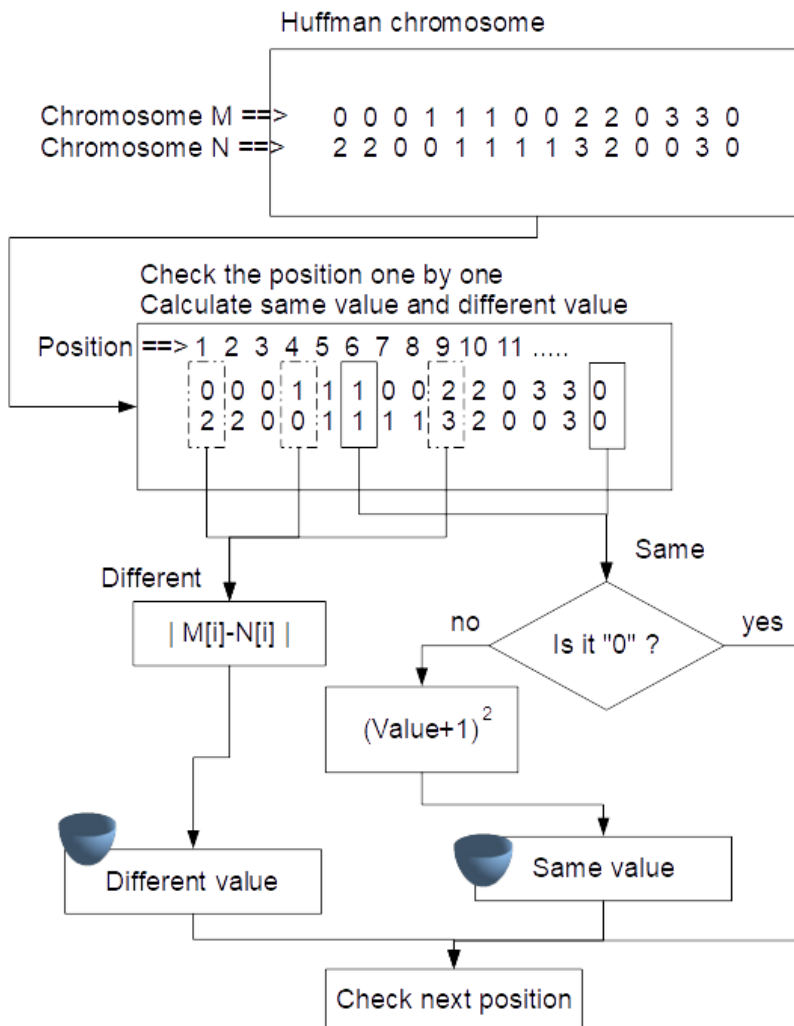 Huffman chromosome
Chromosome M ==> 0 0 0 1 1 1 0 0 2 2 0 3 3 0
Chromosome N ==> 2 2 0 0 1 1 1 1 3 2 0 0 3 0
Check the position one by one
Calculate same value and different value
Position ==> 1 2 3 4 5 6 7 8 9 10 11 .....
0 0 0 1 1 1 0 0 2 2 0 3 3 0
2 2 0 0 1 1 1 1 3 2 0 0 3 0
Same
Different
| M[i]-N[i] |
no
Is it "0" ?
yes
(Value+1)²
Different value
Same value
Check next position